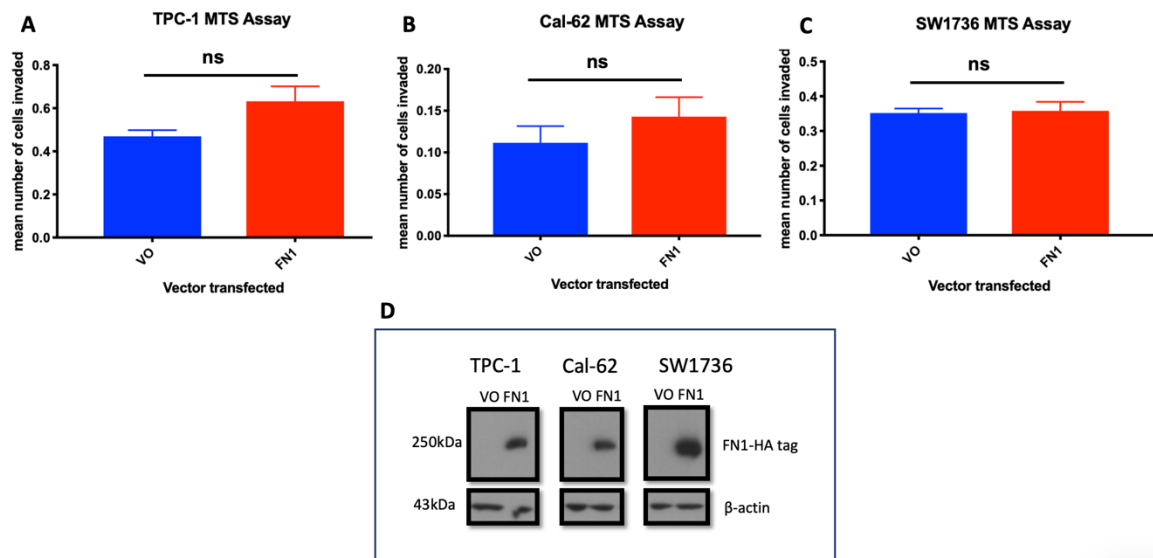 A
TPC-1 MTS Assay
mean number of cells invaded
0.8
0.6
0.4
0.2
0.0
ns
VO
FN1
Vector transfected
B
Cal-62 MTS Assay
mean number of cells invaded
0.20
0.15
0.10
0.05
0.00
ns
VO
FN1
Vector transfected
C
SW1736 MTS Assay
mean number of cells invaded
0.5
0.4
0.3
0.2
0.1
0.0
ns
VO
FN1
Vector transfected
D
TPC-1 Cal-62 SW1736
VO FN1 VO FN1 VO FN1
250kDa FN1-HA tag
43kDa β-actin